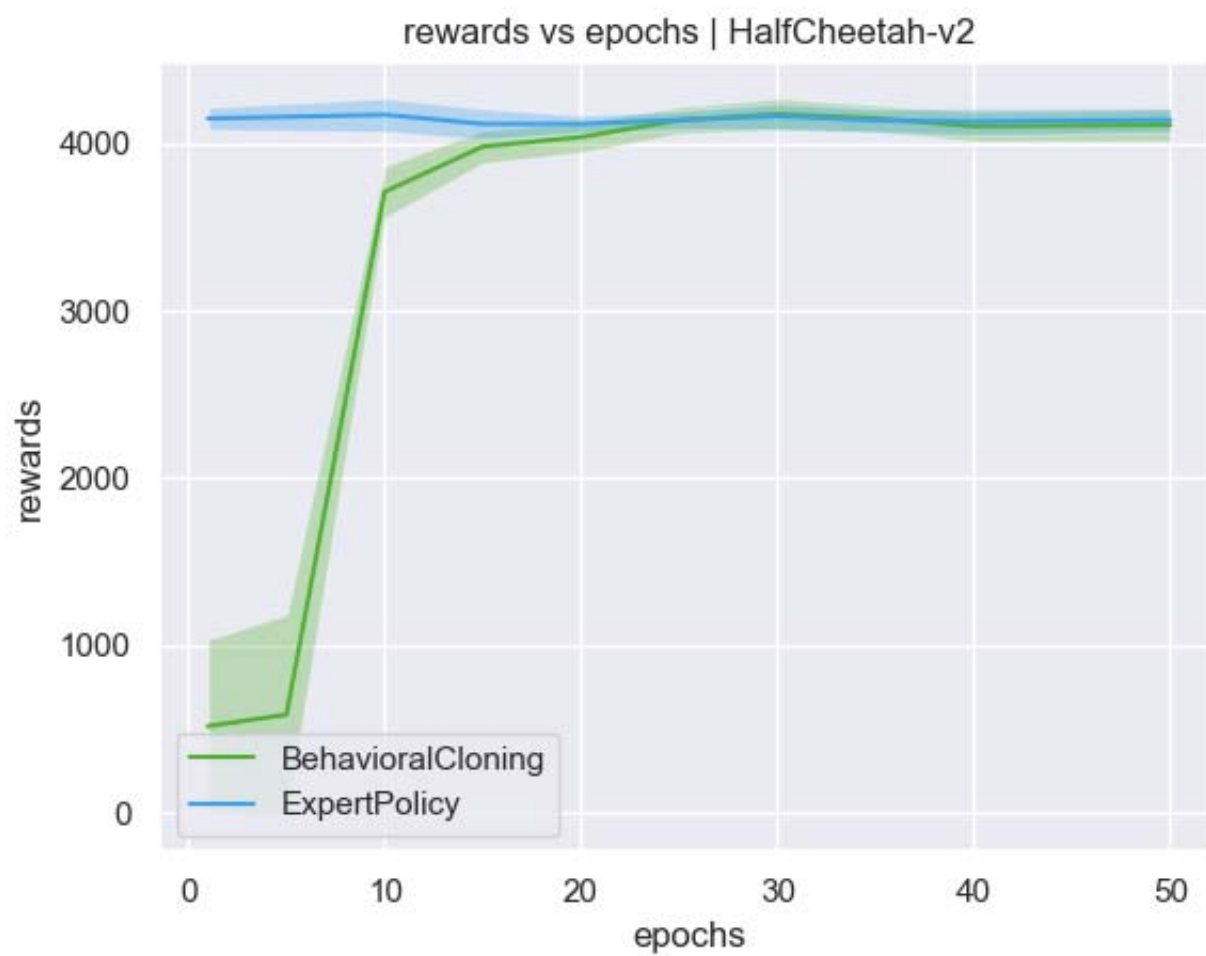 rewards vs epochs | HalfCheetah-v2
4000
3000
2000
1000
0
rewards
BehavioralCloning
ExpertPolicy
0 10 20 30 40 50
epochs